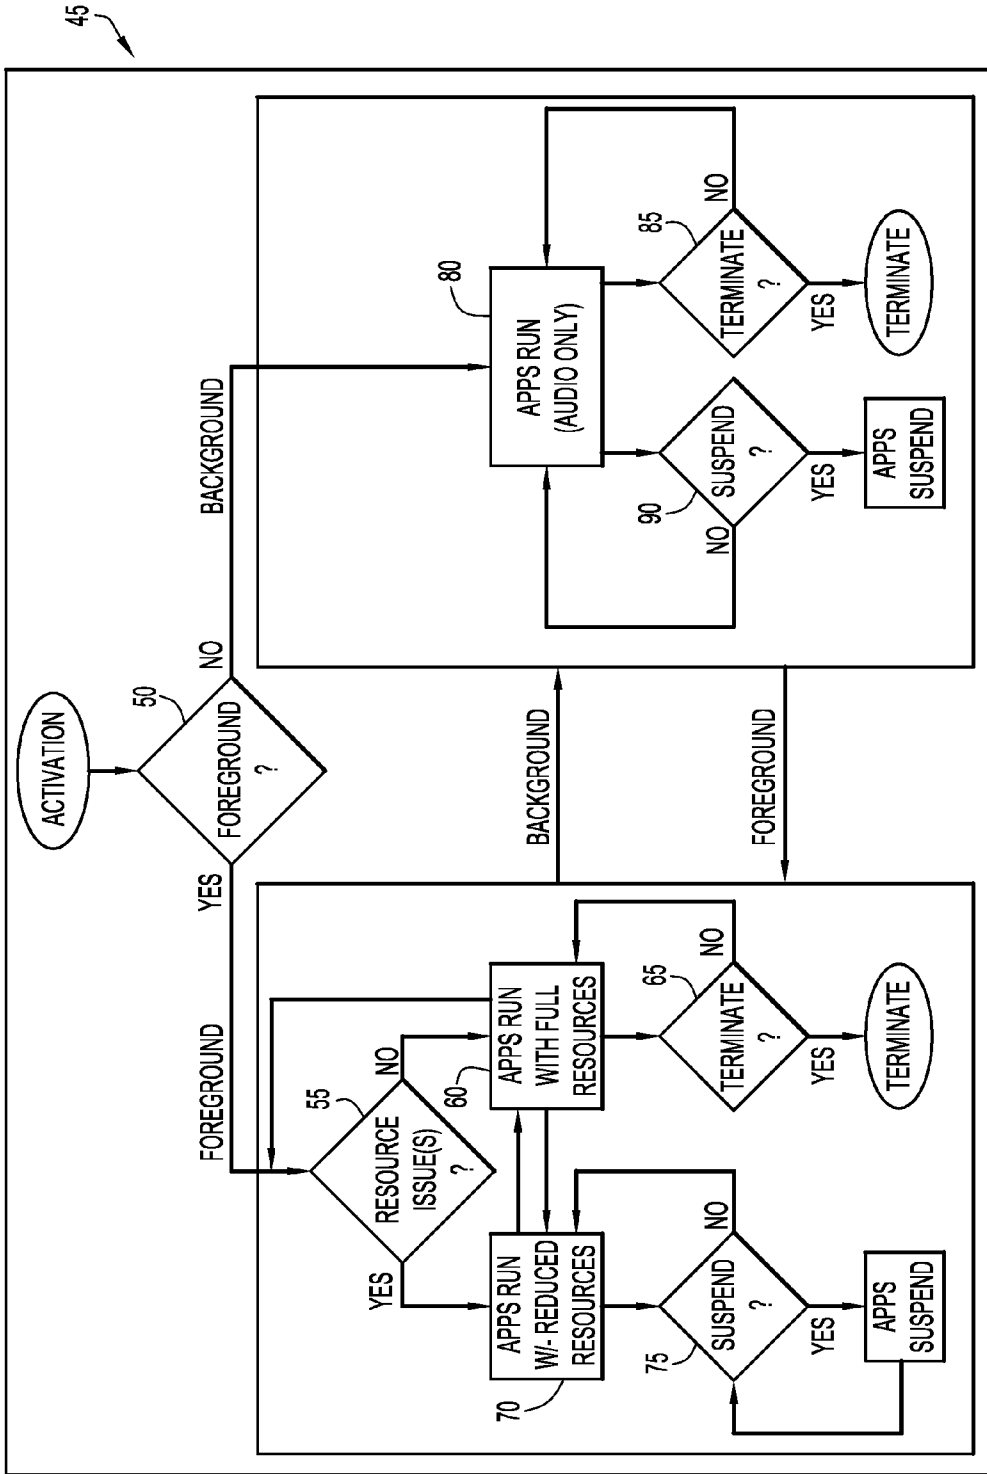 45
ACTIVATION
50
FOREGROUND
?
YES
NO
FOREGROUND
BACKGROUND
55
RESOURCE
ISSUE(S)
?
YES
NO
60
APPS RUN
WITH FULL
RESOURCES
APPS RUN
W/- REDUCED
RESOURCES
70
65
TERMINATE
?
NO
YES
TERMINATE
75
SUSPEND
?
NO
YES
APPS
SUSPEND
BACKGROUND
FOREGROUND
80
APPS RUN
(AUDIO ONLY)
90
SUSPEND
?
NO
YES
APPS
SUSPEND
85
TERMINATE
?
NO
YES
TERMINATE